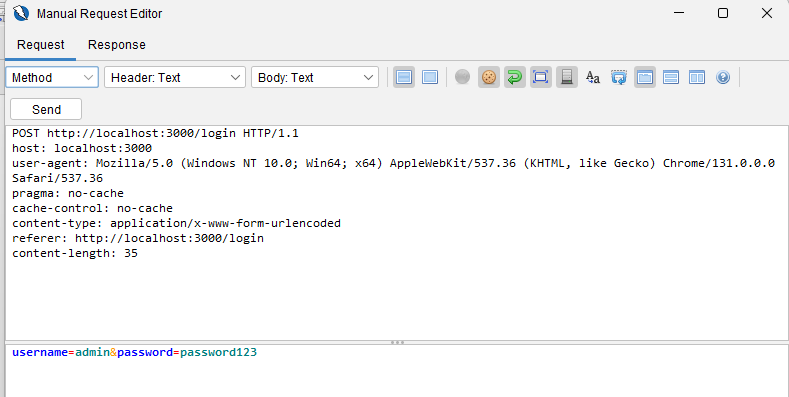 Manual Request Editor
Request Response
Method Header: Text Body: Text
Send
POST http://localhost:3000/login HTTP/1.1
host: localhost:3000
user-agent: Mozilla/5.0 (Windows NT 10.0; Win64; x64) AppleWebKit/537.36 (KHTML, like Gecko) Chrome/131.0.0.0
Safari/537.36
pragma: no-cache
cache-control: no-cache
content-type: application/x-www-form-urlencoded
referer: http://localhost:3000/login
content-length: 35
username=admin&password=password123